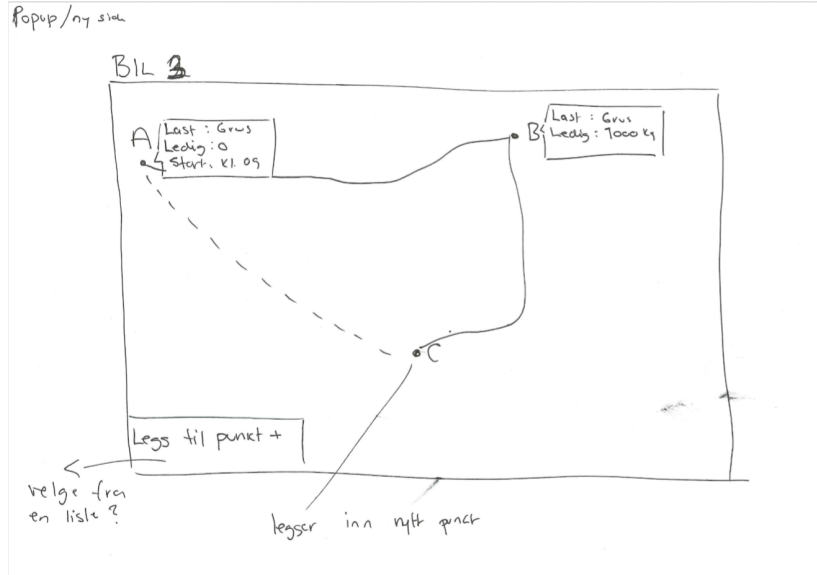 Popup/ny side
BIL 3
A
Last : Grus
Ledig : 0
Start. Kl. 09
B
Last : Grus
Ledig : 7000 kg
C
Legg til punkt +
velge fra
en liste ?
legger inn nytt punct